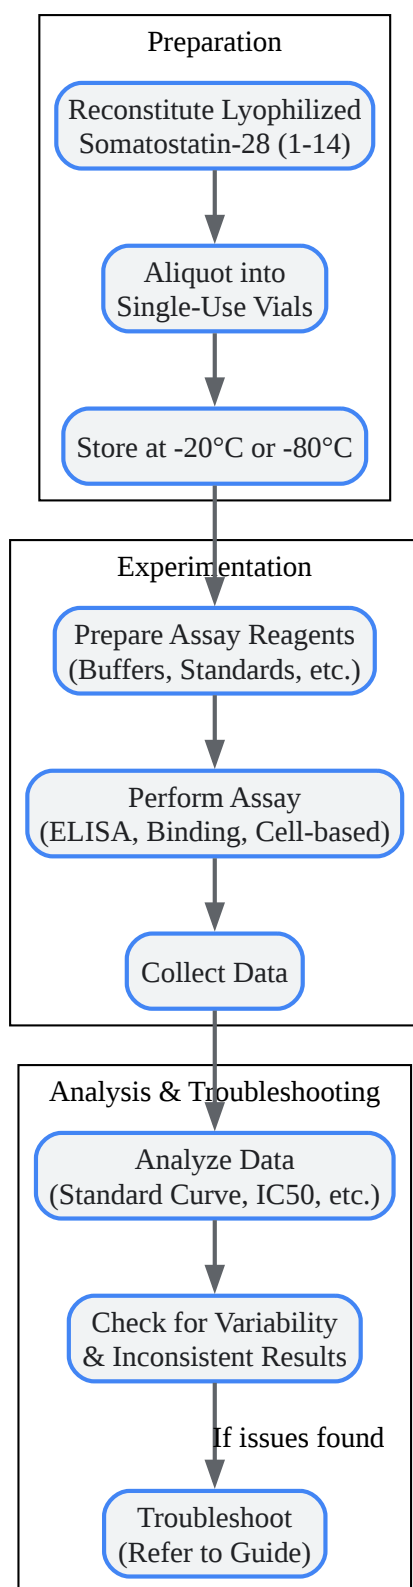 Preparation
Reconstitute Lyophilized
Somatostatin-28 (1-14)
Aliquot into
Single-Use Vials
Store at -20°C or -80°C
Experimentation
Prepare Assay Reagents
(Buffers, Standards, etc.)
Perform Assay
(ELISA, Binding, Cell-based)
Collect Data
Analysis & Troubleshooting
Analyze Data
(Standard Curve, IC50, etc.)
Check for Variability
& Inconsistent Results
If issues found
Troubleshoot
(Refer to Guide)